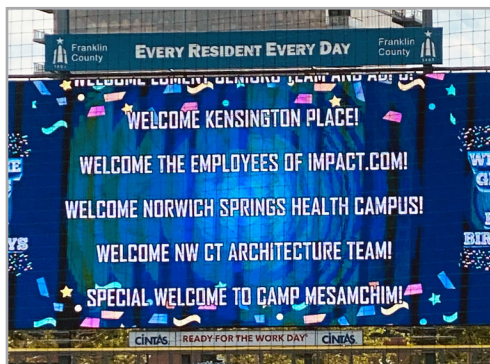 Franklin County
EVERY RESIDENT EVERY DAY
Franklin County
WELCOME KENSINGTON PLACE!
WELCOME THE EMPLOYEES OF IMPACT.COM!
WELCOME NORWICH SPRINGS HEALTH CAMPUS!
WELCOME NW CT ARCHITECTURE TEAM!
SPECIAL WELCOME TO CAMP MESAMCHIM!
CINTAS READY FOR THE WORK DAY CINTAS